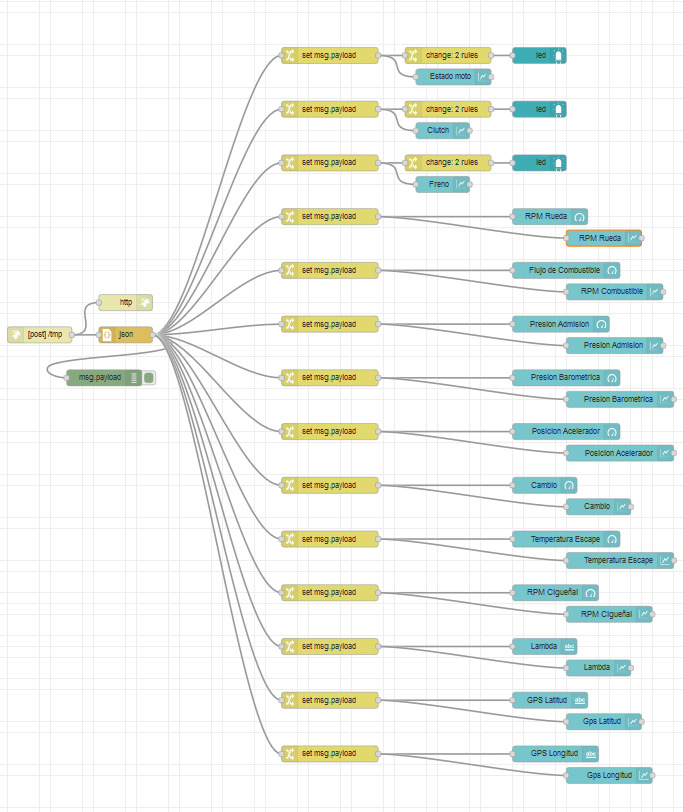 set msg.payload change: 2 rules led
Estado moto
set msg.payload change: 2 rules led
Clutch
set msg.payload change: 2 rules led
Freno
set msg.payload RPM Rueda
RPM Rueda
set msg.payload Flujo de Combustible
http RPM Combustible
[post] /tmp json set msg.payload Presion Admision
Presion Admision
msg.payload set msg.payload Presion Barometrica abc
Presion Barometrica
set msg.payload Posicion Acelerador
Posicion Acelerador
set msg.payload Cambio
Cambio
set msg.payload Temperatura Escape
Temperatura Escape
set msg.payload RPM Cigueñal
RPM Cigueñal
set msg.payload Lambda abc
Lambda
set msg.payload GPS Latitud abc
Gps Latitud
set msg.payload GPS Longitud abc
Gps Longitud